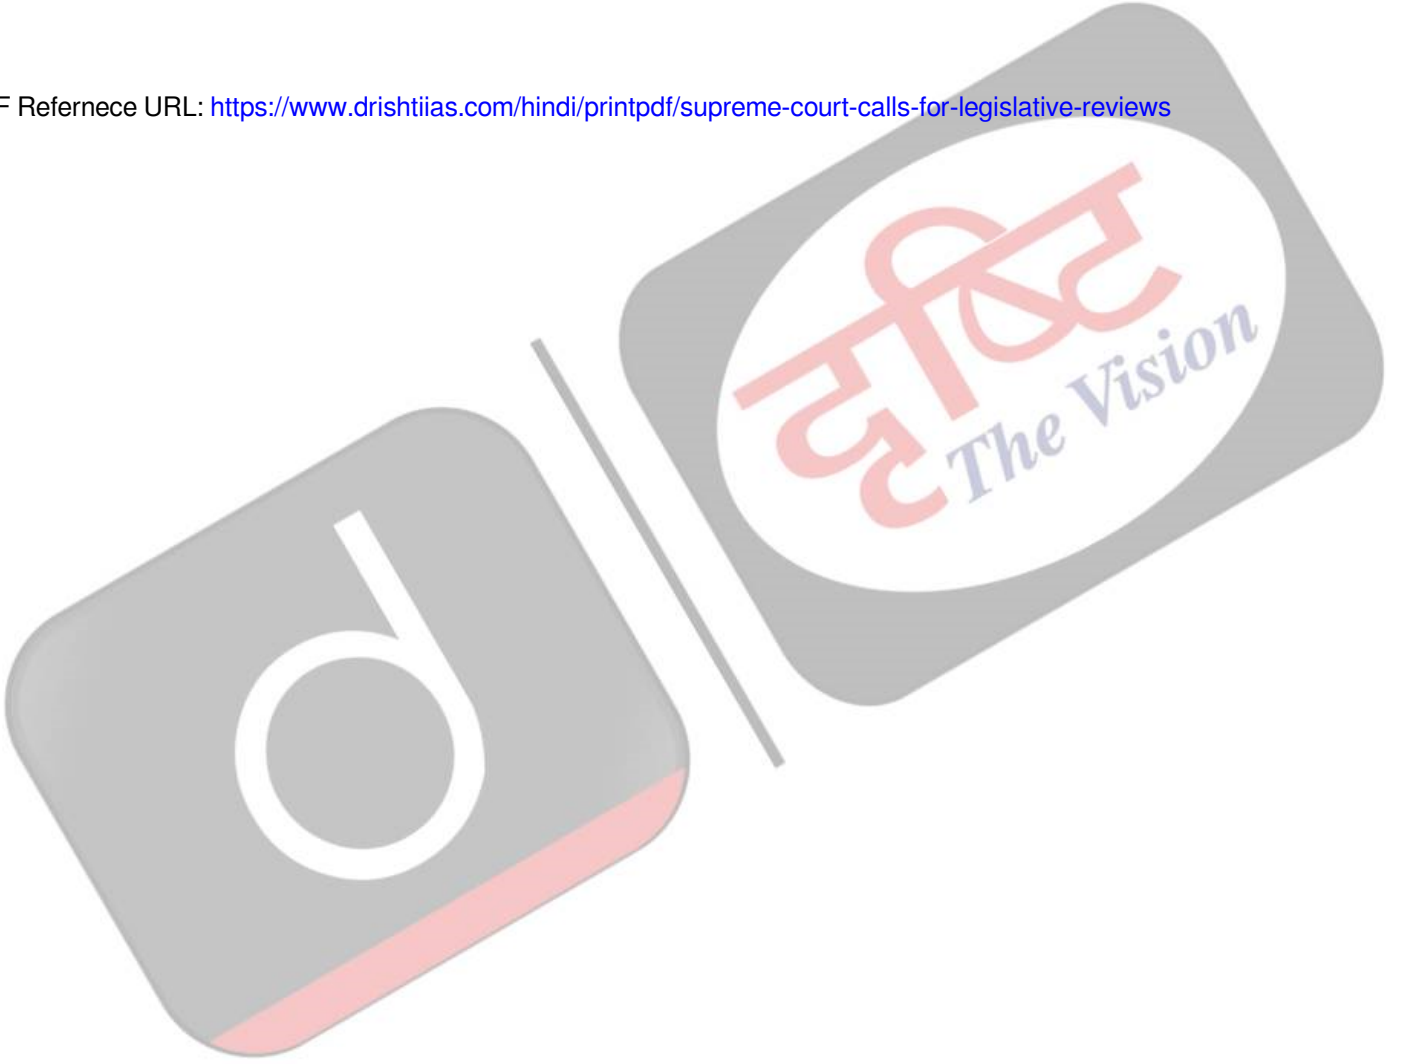 F Refernece URL: https://www.drishtiias.com/hindi/printpdf/supreme-court-calls-for-legislative-reviews
दृष्टि
The Vision
d